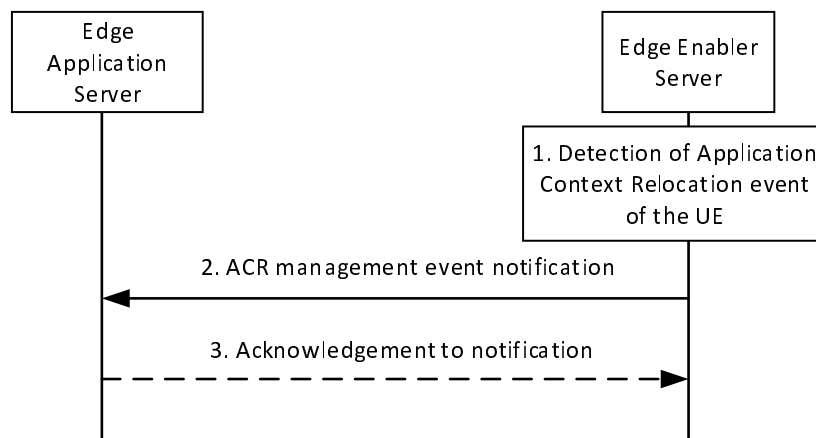 Edge
Application
Server
Edge Enabler
Server
1. Detection of Application
Context Relocation event
of the UE
2. ACR management event notification
3. Acknowledgement to notification